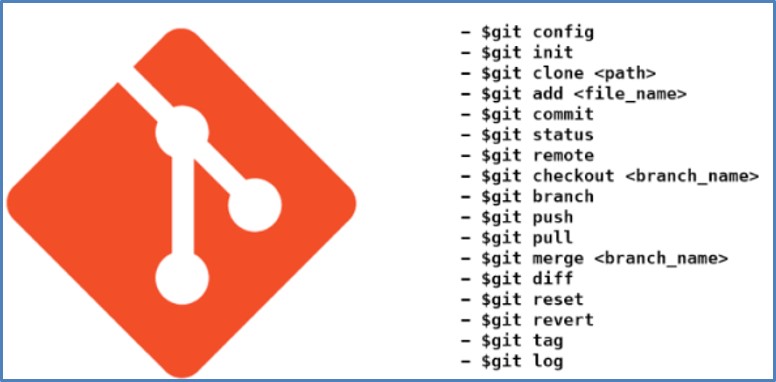 - $git config
- $git init
- $git clone <path>
- $git add <file_name>
- $git commit
- $git status
- $git remote
- $git checkout <branch_name>
- $git branch
- $git push
- $git pull
- $git merge <branch_name>
- $git diff
- $git reset
- $git revert
- $git tag
- $git log